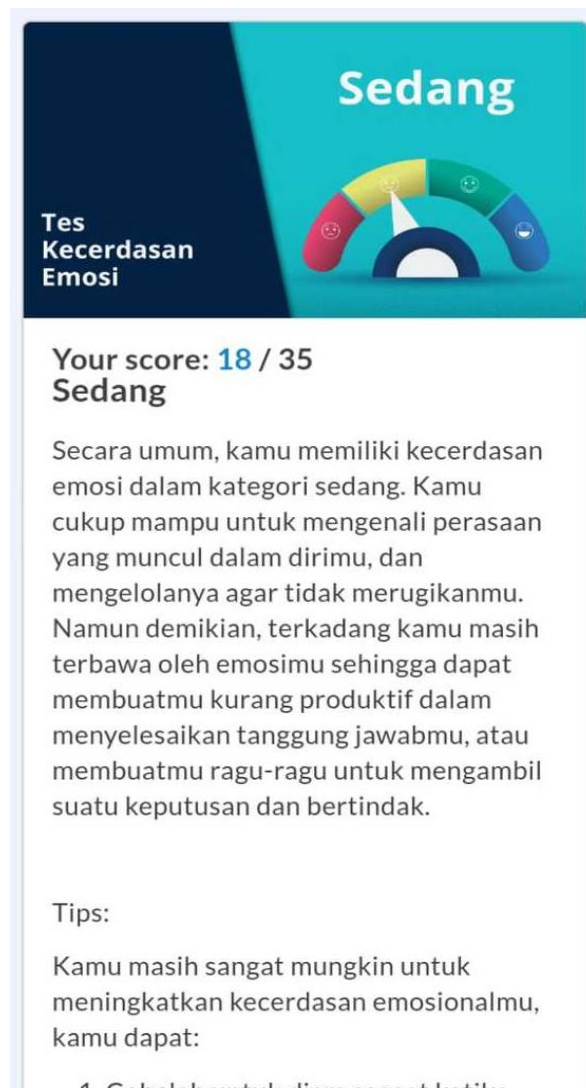 Sedang
Tes
Kecerdasan
Emosi
Your score: 18 / 35
Sedang
Secara umum, kamu memiliki kecerdasan
emosi dalam kategori sedang. Kamu
cukup mampu untuk mengenali perasaan
yang muncul dalam dirimu, dan
mengelolanya agar tidak merugikanmu.
Namun demikian, terkadang kamu masih
terbawa oleh emosimu sehingga dapat
membuatmu kurang produktif dalam
menyelesaikan tanggung jawabmu, atau
membuatmu ragu-ragu untuk mengambil
suatu keputusan dan bertindak.
Tips:
Kamu masih sangat mungkin untuk
meningkatkan kecerdasan emosionalmu,
kamu dapat: